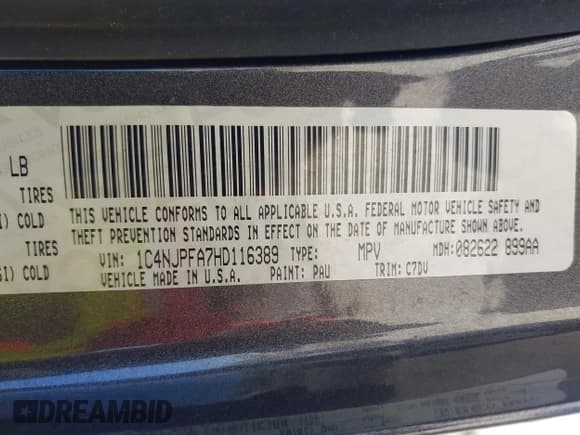 LB
TIRES
COLD
TIRES
SI) COLD
THIS VEHICLE CONFORMS TO ALL APPLICABLE U.S.A. FEDERAL MOTOR VEHICLE SAFETY AND
THEFT PREVENTION STANDARDS IN EFFECT ON THE DATE OF MANUFACTURE SHOWN ABOVE.
VIN: 1C4NJPFA7HD116389 TYPE: MPV MDH: 082622 899AA
VEHICLE MADE IN U.S.A. PAINT: PAU TRIM: C7DV
DREAMBID